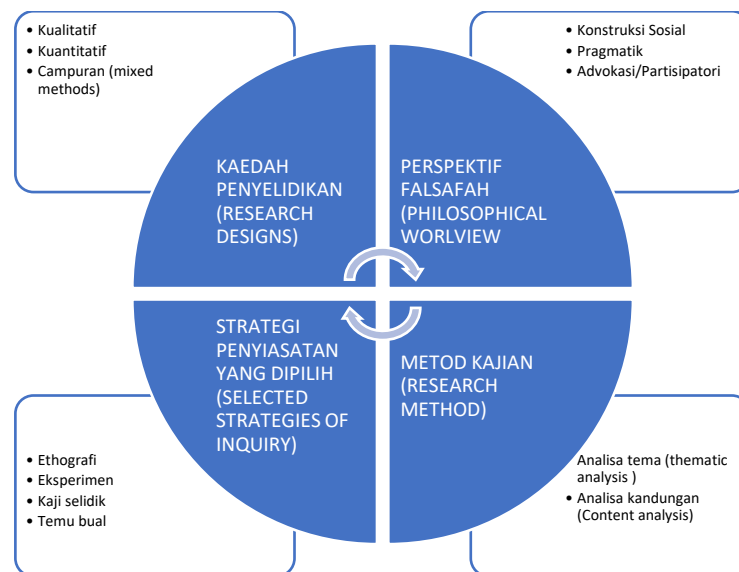 • Kualitatif
• Kuantitatif
• Campuran (mixed
methods)
• Konstruksi Sosial
• Pragmatik
• Advokasi/Partisipatori
KAEDAH
PENYELIDIKAN
(RESEARCH
DESIGNS)
PERSPEKTIF
FALSAFAH
(PHILOSOPHICAL
WORLVIEW
STRATEGI
PENYIASATAN
YANG DIPILIH
(SELECTED
STRATEGIES OF
INQUIRY)
METOD KAJIAN
(RESEARCH
METHOD)
• Ethografi
• Eksperimen
• Kaji selidik
• Temu bual
Analisa tema (thematic
analysis )
• Analisa kandungan
(Content analysis)